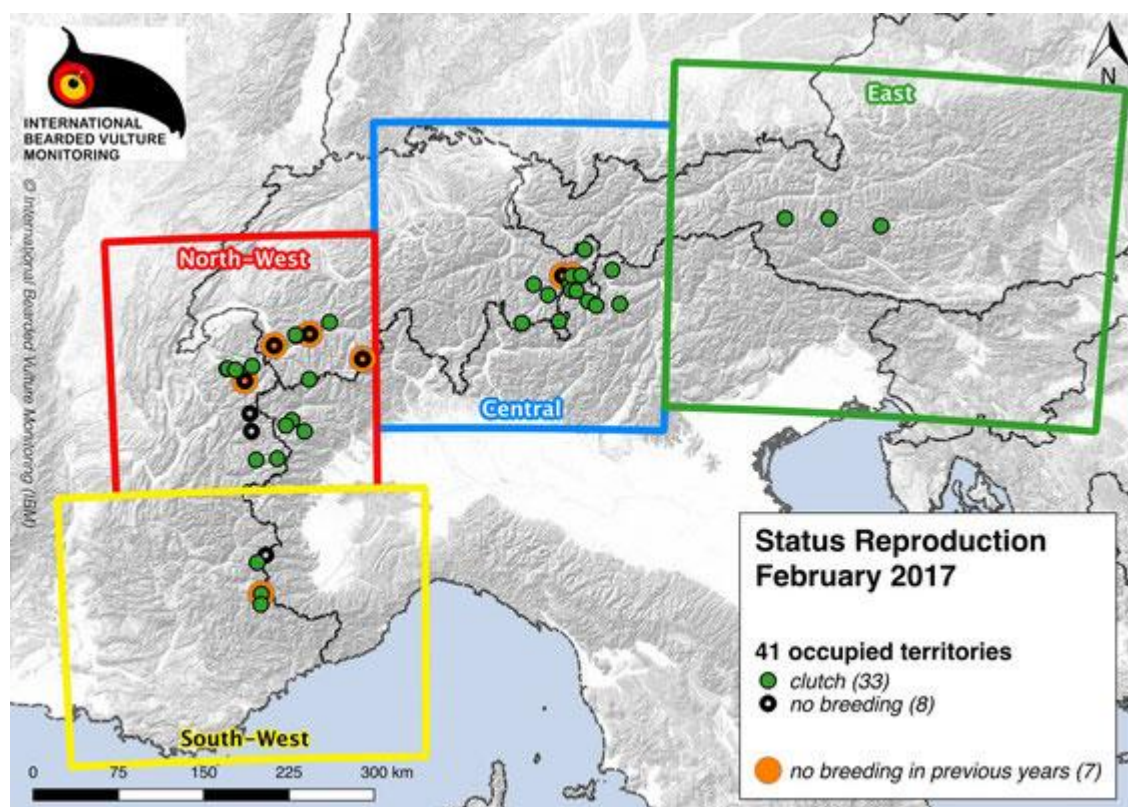 INTERNATIONAL
BEARDED VULTURE
MONITORING
© International Bearded Vulture Monitoring (IBM)
N
East
North-West
Central
South-West
Status Reproduction
February 2017
41 occupied territories
clutch (33)
no breeding (8)
no breeding in previous years (7)
0 75 150 225 300 km